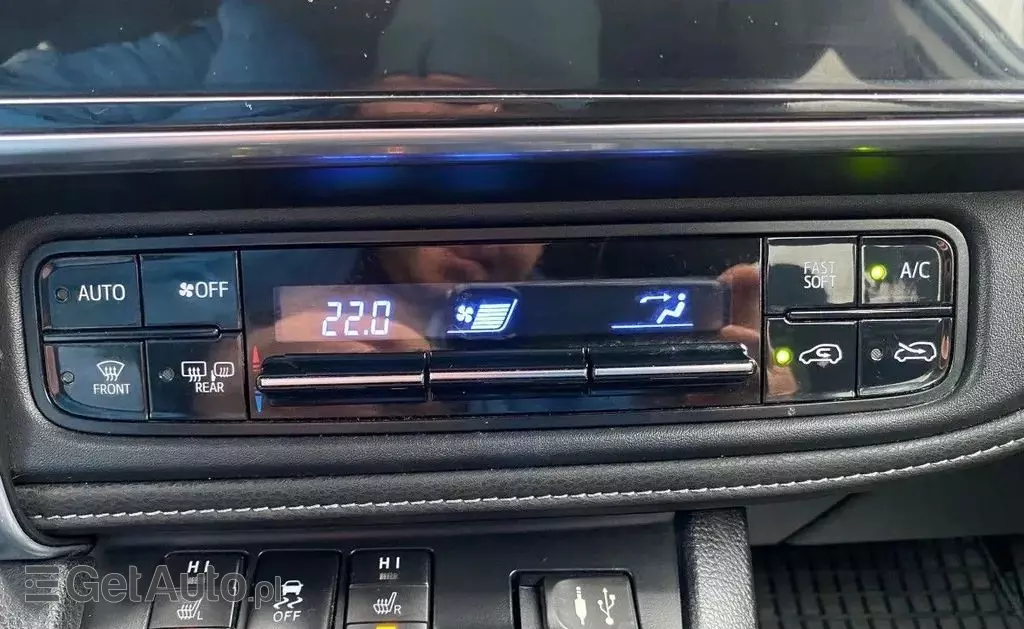 AUTO
OFF
FAST
SOFT
A/C
22.0
FRONT
REAR
HI
L
OFF
HI
R
GetAuto.pl